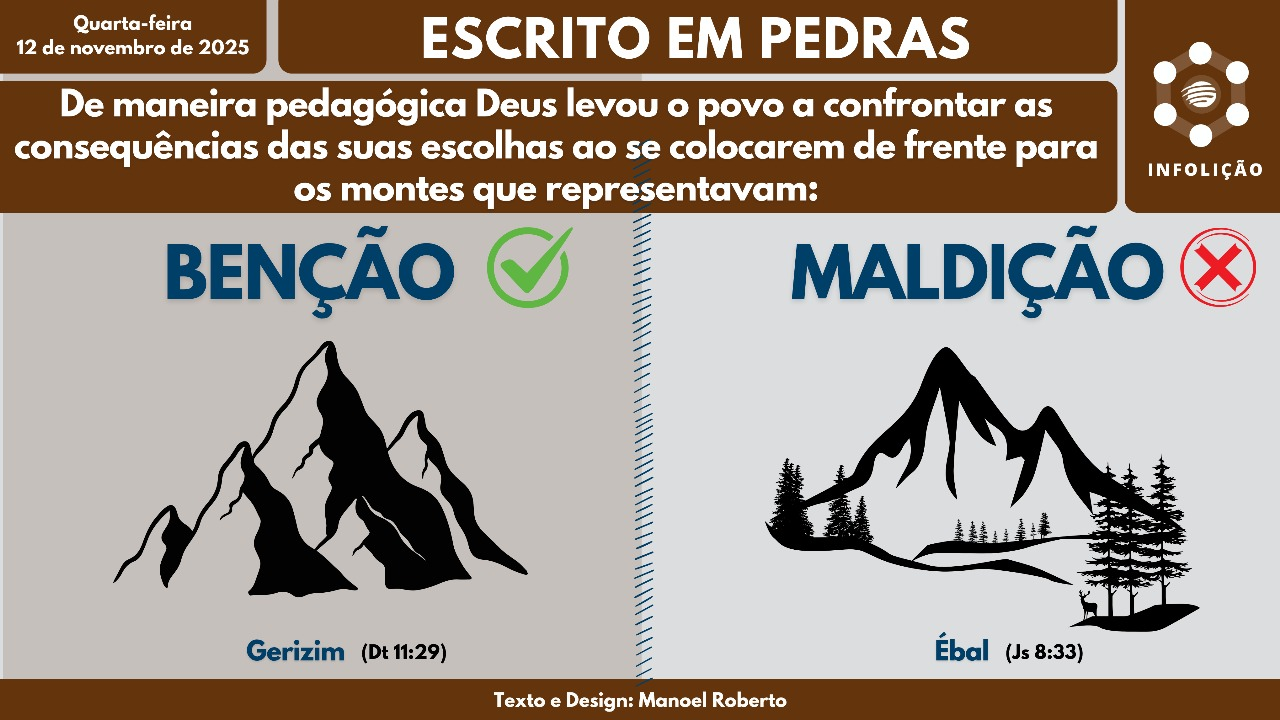 Quarta-feira
12 de novembro de 2025
ESCRITO EM PEDRAS
De maneira pedagógica Deus levou o povo a confrontar as
consequências das suas escolhas ao se colocarem de frente para
os montes que representavam:
INFOLIÇÃO
BENÇÃO
MALDIÇÃO
Gerizim (Dt 11:29)
Ébal (Js 8:33)
Texto e Design: Manoel Roberto